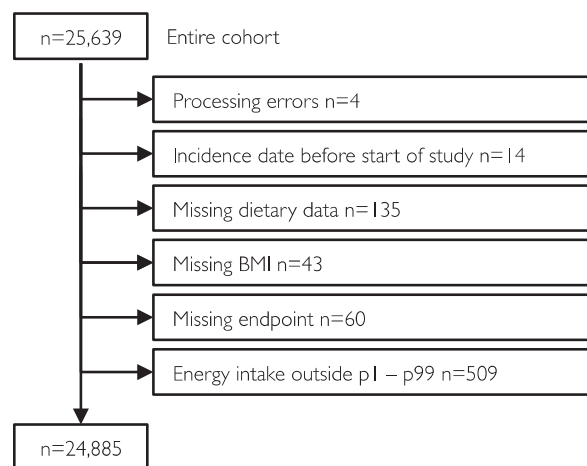 n=25,639 Entire cohort
Processing errors n=4
Incidence date before start of study n=14
Missing dietary data n=135
Missing BMI n=43
Missing endpoint n=60
Energy intake outside p1 – p99 n=509
n=24,885